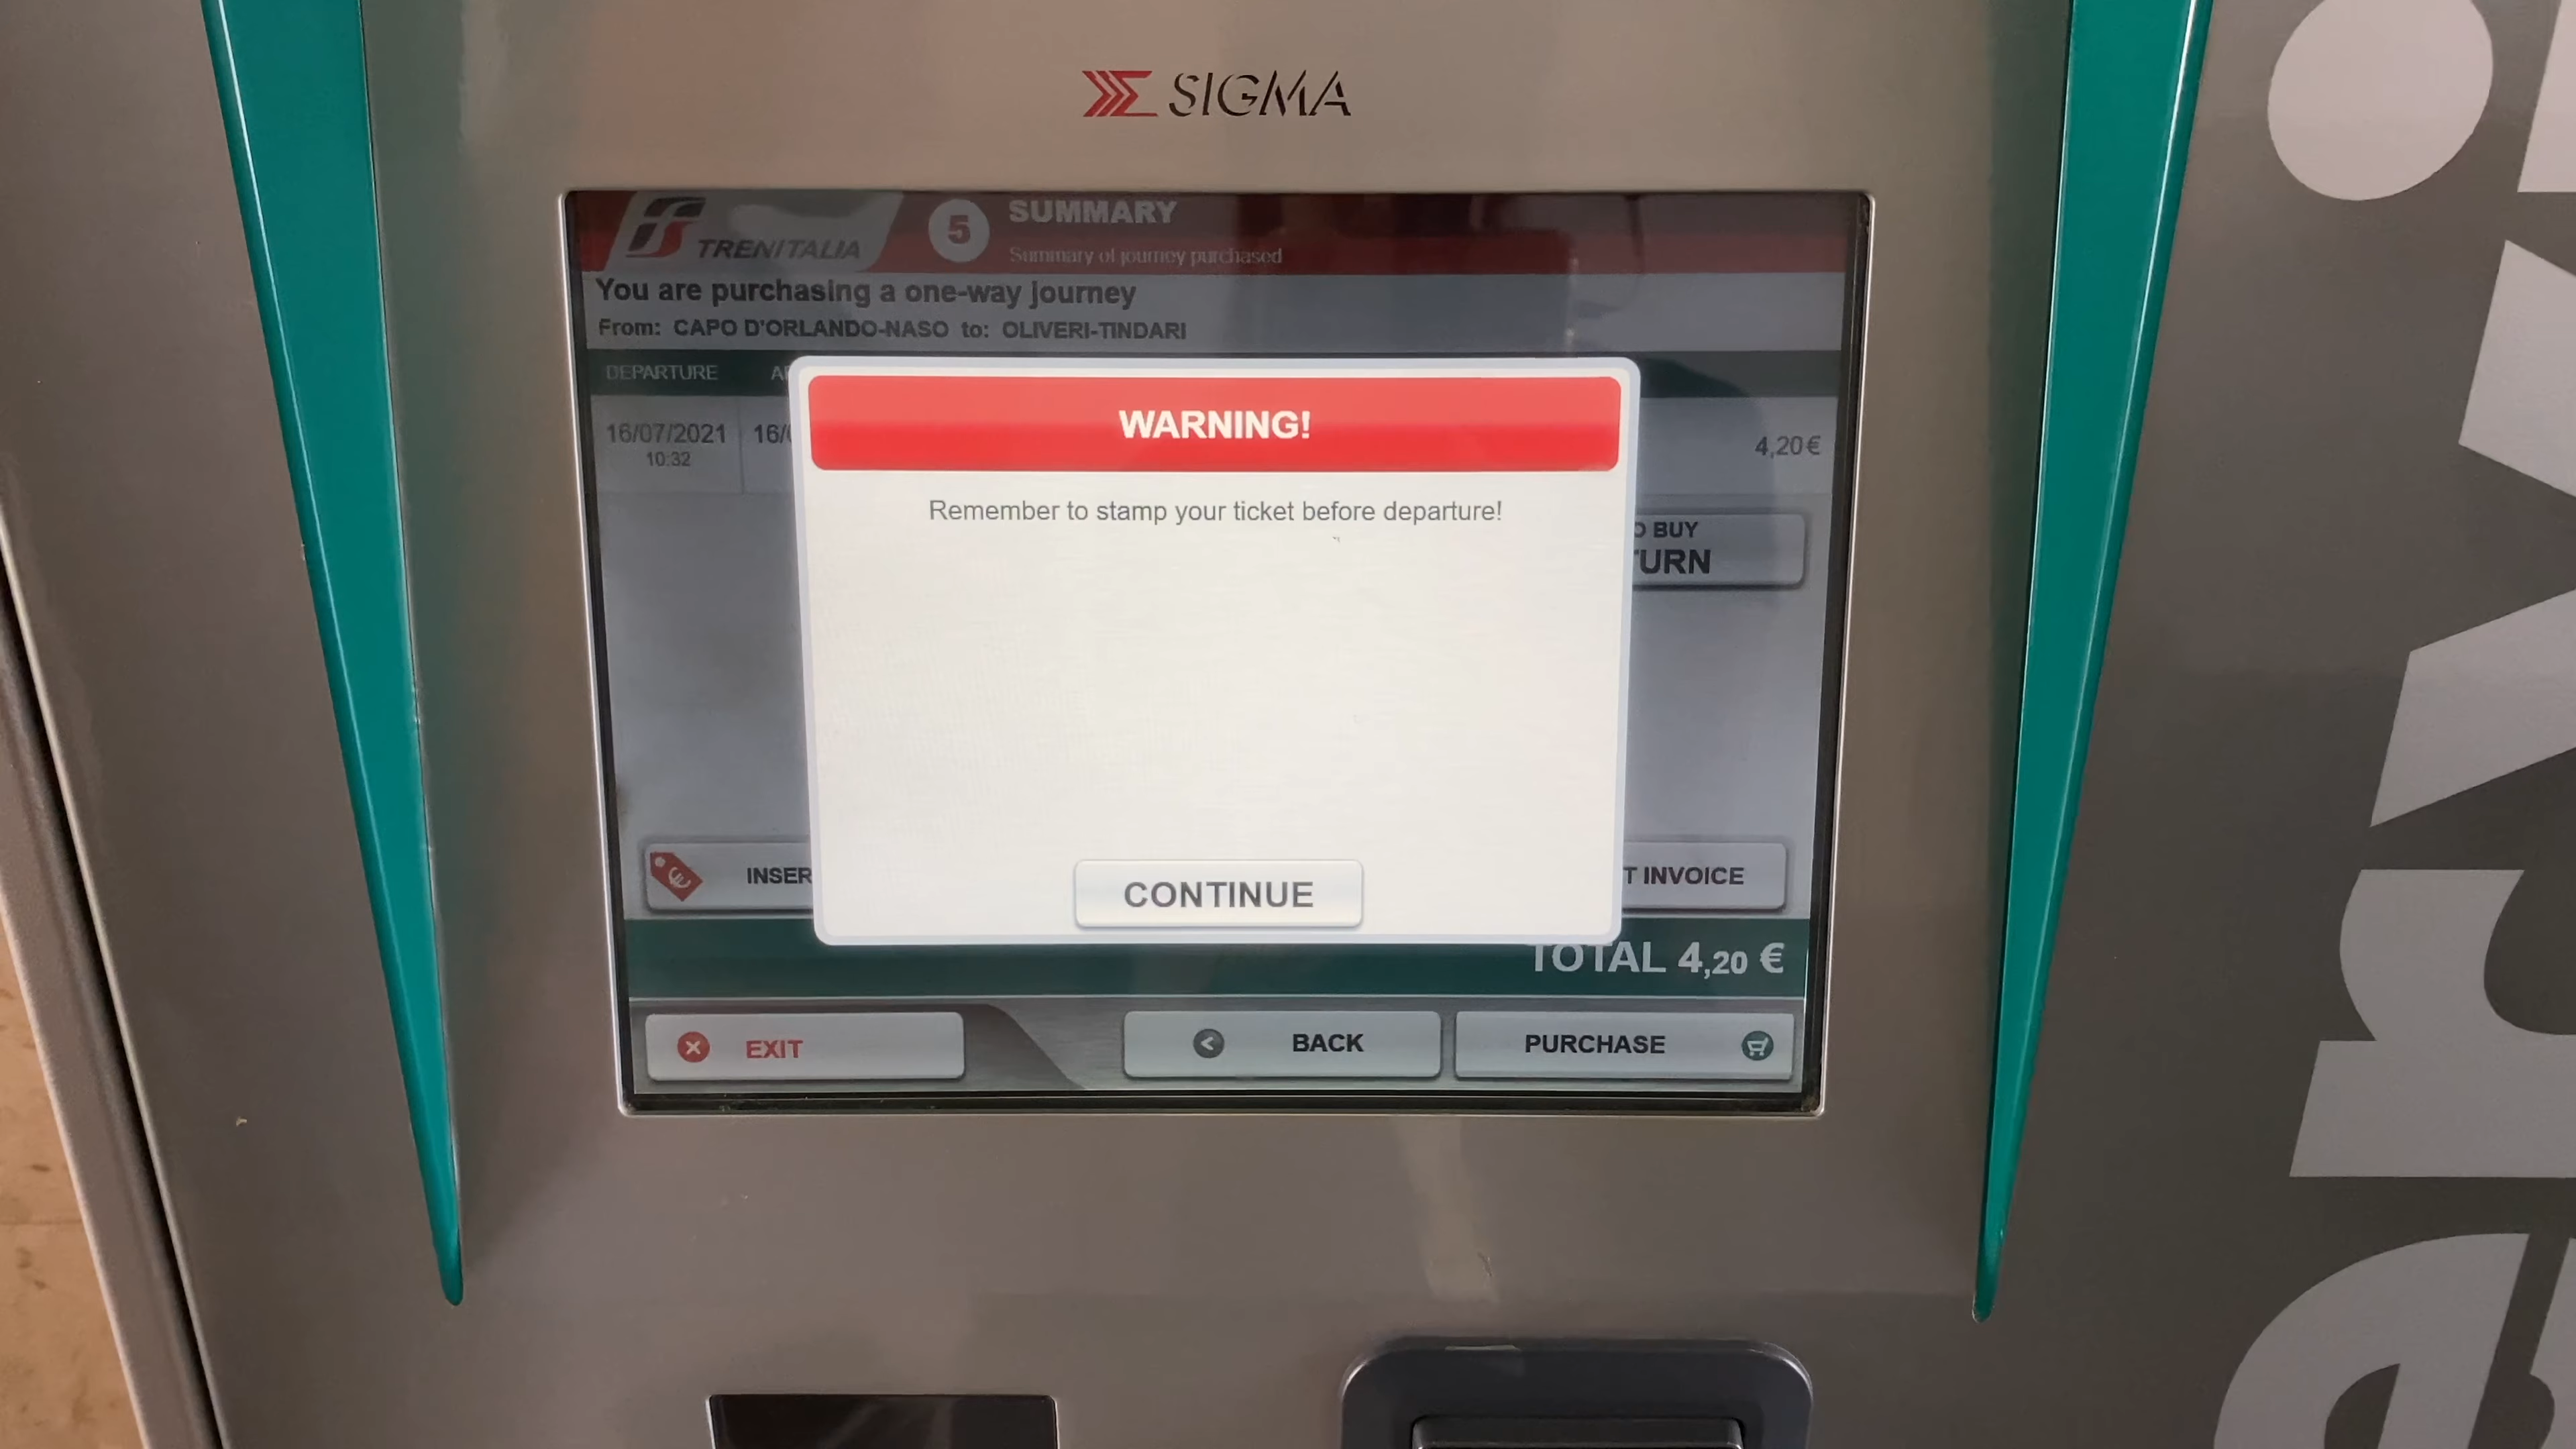 SIGMA
TRENITALIA
5
SUMMARY
Summary of journey purchased
You are purchasing a one-way journey
From: CAPO D'ORLANDO-NASO to: OLIVERI-TINDARI
DEPARTURE
16/07/2021
10:32
4,20€
WARNING!
Remember to stamp your ticket before departure!
CONTINUE
BUY
INVOICE
TOTAL 4,20 €
EXIT
BACK
PURCHASE